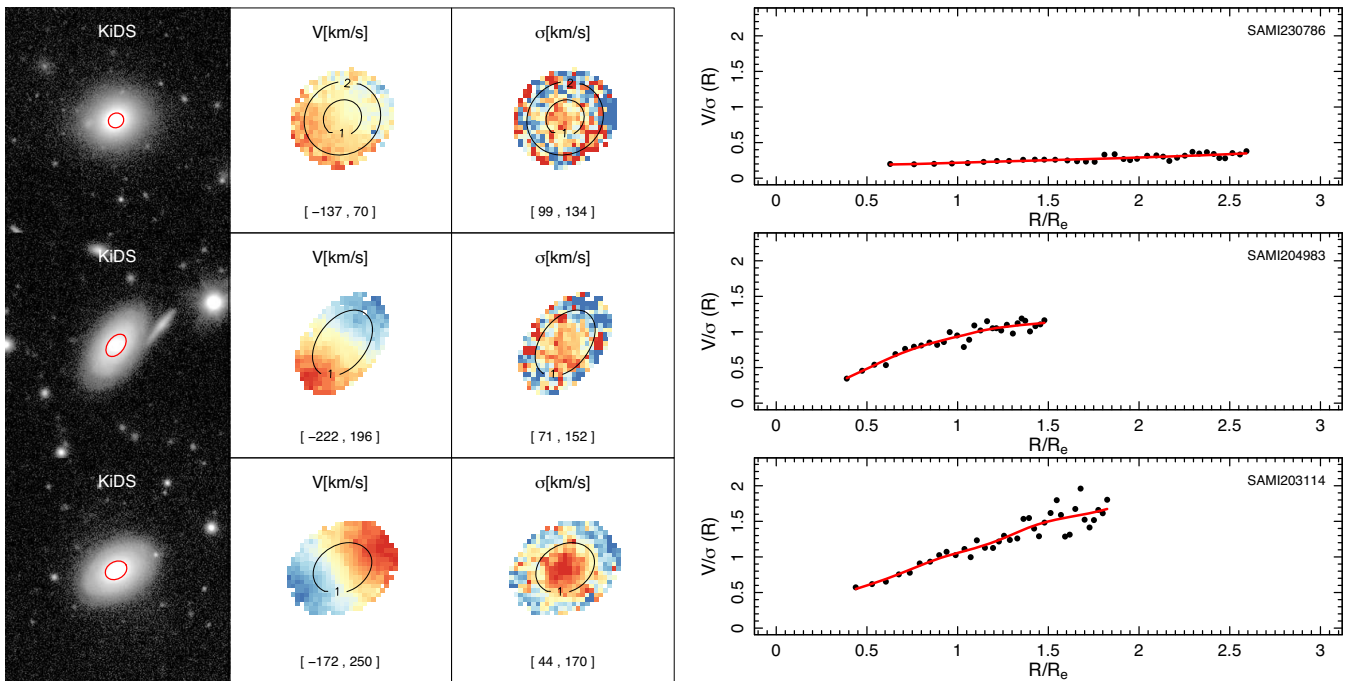 KiDS
V[km/s]
σ[km/s]
2
1
2
1
[ −137 , 70 ]
[ 99 , 134 ]
SAMI230786
V/σ (R)
2
1.5
1
0.5
0
0.5
1
1.5
2
2.5
3
R/Re
KiDS
V[km/s]
σ[km/s]
1
1
[ −222 , 196 ]
[ 71 , 152 ]
SAMI204983
V/σ (R)
2
1.5
1
0.5
0
0
0.5
1
1.5
2
2.5
3
R/Re
KiDS
V[km/s]
σ[km/s]
1
1
[ −172 , 250 ]
[ 44 , 170 ]
SAMI203114
V/σ (R)
2
1.5
1
0.5
0
0
0.5
1
1.5
2
2.5
3
R/Re